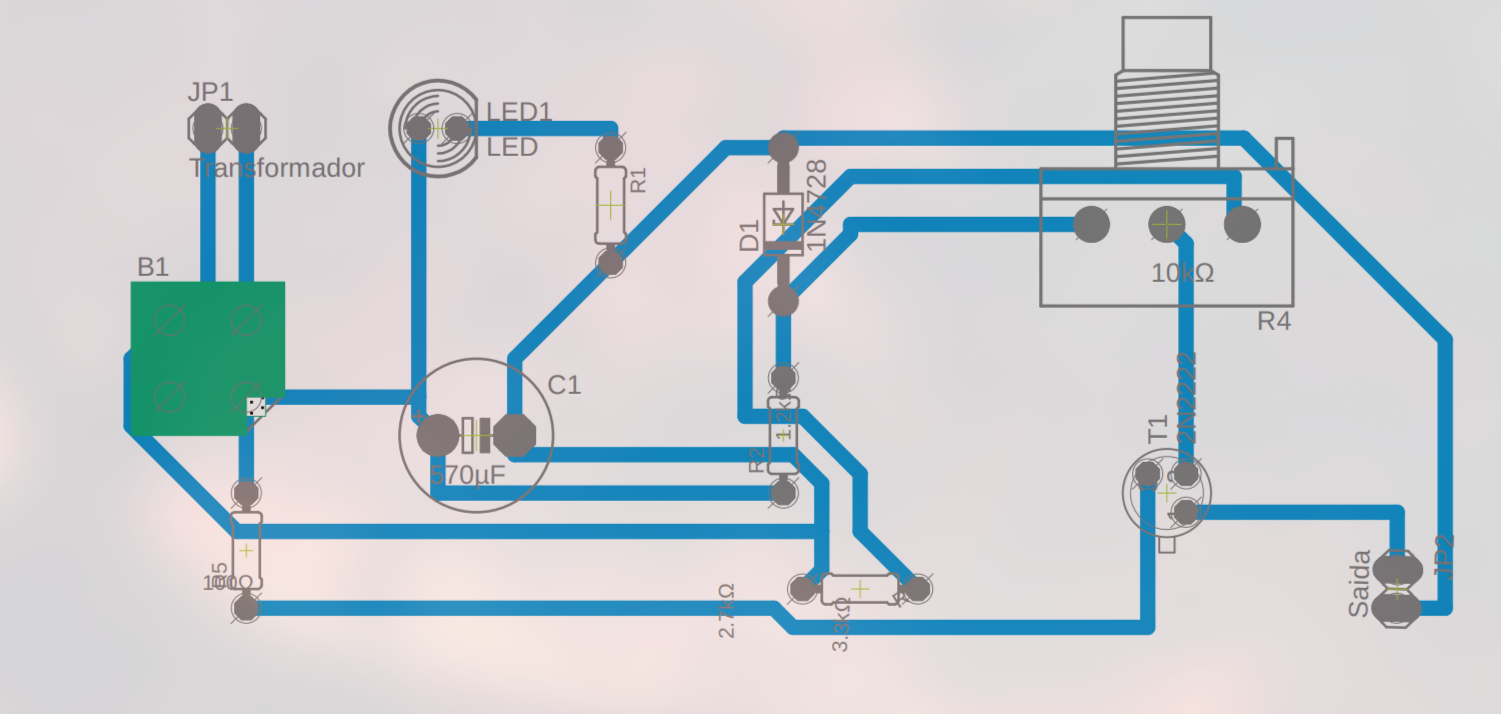 JP1
Transformador
LED1
LED
R1
B1
D1
1N4728
10kΩ
R4
C1
+
570µF
1.2k
R2
T1
2N2222
Saida
JP2
R5
100Ω
2.7kΩ
3.3kΩ